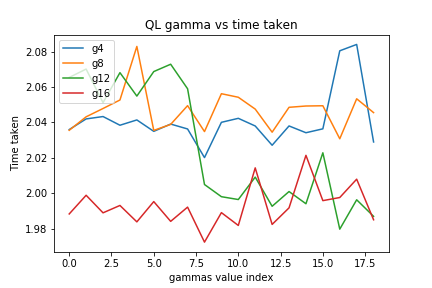 QL gamma vs time taken
g4
g8
g12
g16
2.08
2.06
2.04
2.02
2.00
1.98
Time taken
0.0 2.5 5.0 7.5 10.0 12.5 15.0 17.5
gammas value index